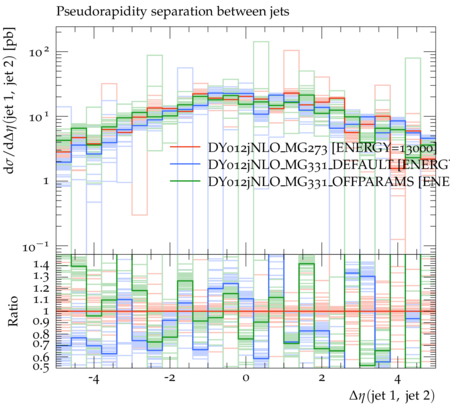 Pseudorapidity separation between jets
dσ/dΔη(jet 1, jet 2) [pb]
10²
10¹
1
10⁻¹
DY012jNLO_MG273 [ENERGY=13000]
DY012jNLO_MG331_DEFAULT [ENERGY
DY012jNLO_MG331_OFFPARAMS [ENE
Ratio
1.4
1.3
1.2
1.1
1
0.9
0.8
0.7
0.6
0.5
-4 -2 0 2 4
Δη(jet 1, jet 2)